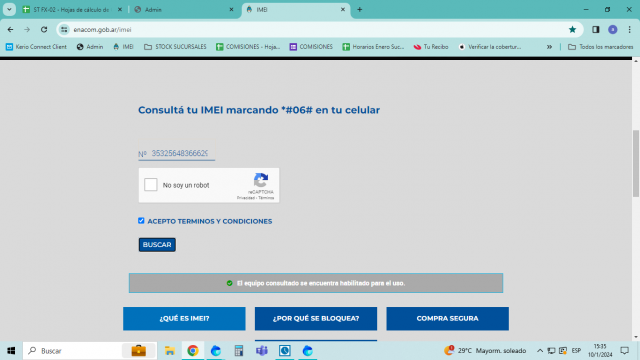 ST FX-02 - Hojas de cálculo de
Admin
IMEI
enacom.gob.ar/imei
Kerio Connect Client
Admin
IMEI
STOCK SUCURSALES
COMISIONES - Hoja...
COMISIONES
Horarios Enero Suc...
Tu Recibo
Verificar la cobertur...
»
Todos los marcadores
Consultá tu IMEI marcando *#06# en tu celular
Nº 353256483666295
No soy un robot
reCAPTCHA
Privacidad - Términos
ACEPTO TERMINOS Y CONDICIONES
BUSCAR
El equipo consultado se encuentra habilitado para el uso.
¿QUÉ ES IMEI?
¿POR QUÉ SE BLOQUEA?
COMPRA SEGURA
Buscar
29°C Mayorm. soleado
ESP
15:35
10/1/2024